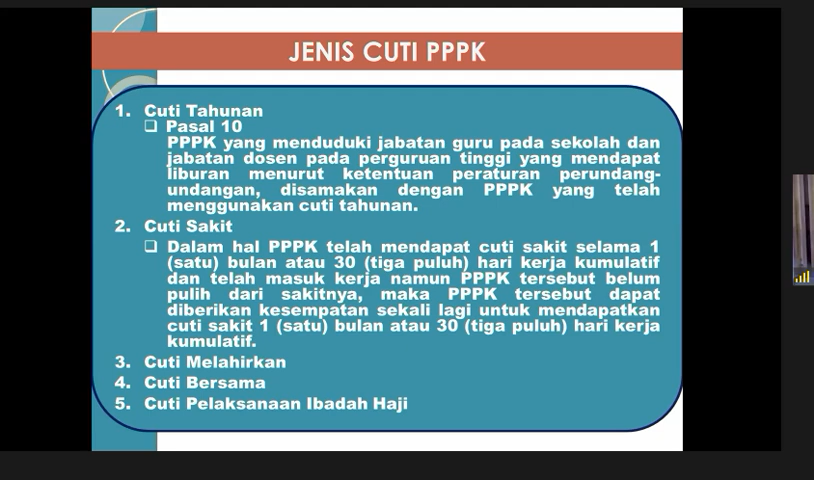 JENIS CUTI PPPK
1. Cuti Tahunan
❑ Pasal 10
PPPK yang menduduki jabatan guru pada sekolah dan
jabatan dosen pada perguruan tinggi yang mendapat
liburan menurut ketentuan peraturan perundang-
undangan, disamakan dengan PPPK yang telah
menggunakan cuti tahunan.
2. Cuti Sakit
❑ Dalam hal PPPK telah mendapat cuti sakit selama 1
(satu) bulan atau 30 (tiga puluh) hari kerja kumulatif
dan telah masuk kerja namun PPPK tersebut belum
pulih dari sakitnya, maka PPPK tersebut dapat
diberikan kesempatan sekali lagi untuk mendapatkan
cuti sakit 1 (satu) bulan atau 30 (tiga puluh) hari kerja
kumulatif.
3. Cuti Melahirkan
4. Cuti Bersama
5. Cuti Pelaksanaan Ibadah Haji